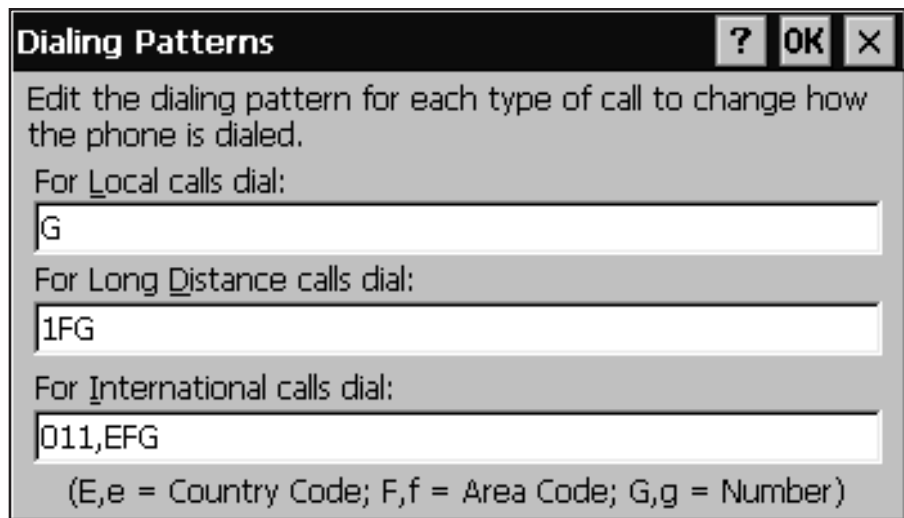 Dialing Patterns ? OK ×
Edit the dialing pattern for each type of call to change how
the phone is dialed.
For Local calls dial:
G
For Long Distance calls dial:
1FG
For International calls dial:
011,EFG
(E,e = Country Code; F,f = Area Code; G,g = Number)